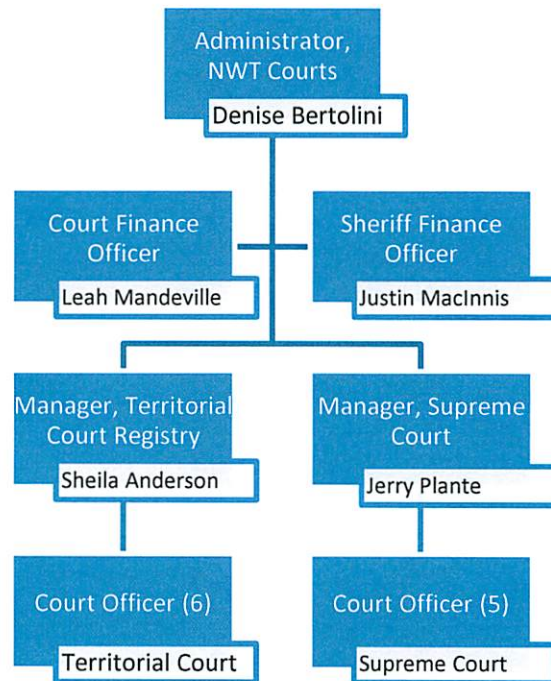 Administrator,
NWT Courts
Denise Bertolini
Court Finance
Officer
Leah Mandeville
Sheriff Finance
Officer
Justin MacInnis
Manager, Territorial
Court Registry
Sheila Anderson
Manager, Supreme
Court
Jerry Plante
Court Officer (6)
Territorial Court
Court Officer (5)
Supreme Court